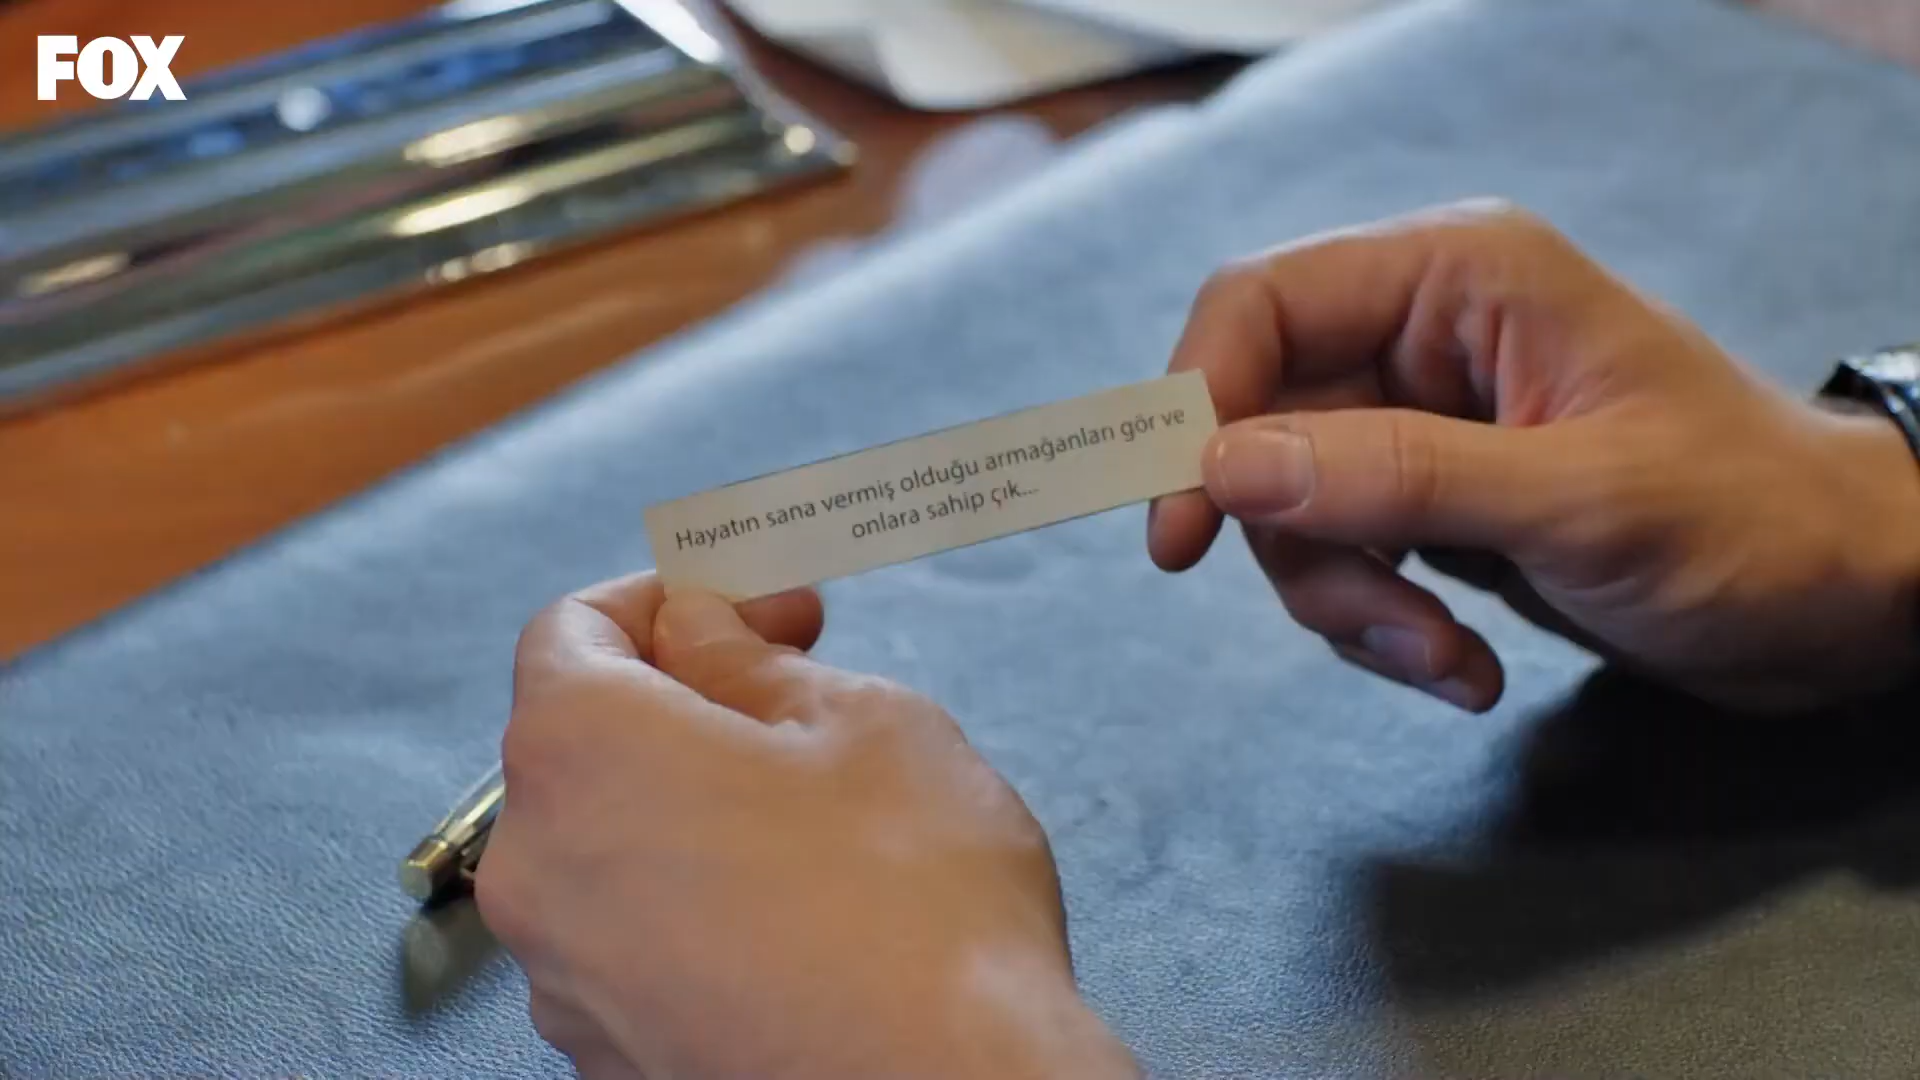 FOX
Hayatın sana vermiş olduğu armağanları gör ve
onlara sahip çık...